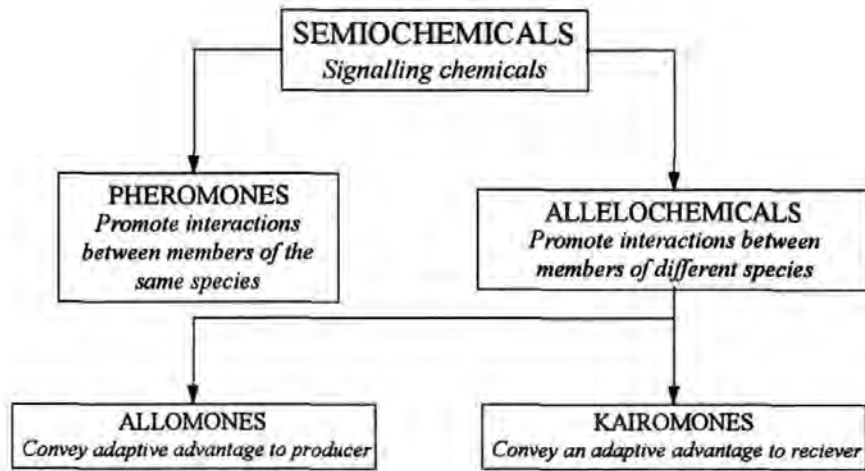 SEMIOCHEMICALS
Signalling chemicals
PHEROMONES
Promote interactions
between members of the
same species
ALLELOCHEMICALS
Promote interactions between
members of different species
ALLOMONES
Convey adaptive advantage to producer
KAIROMONES
Convey an adaptive advantage to reciever